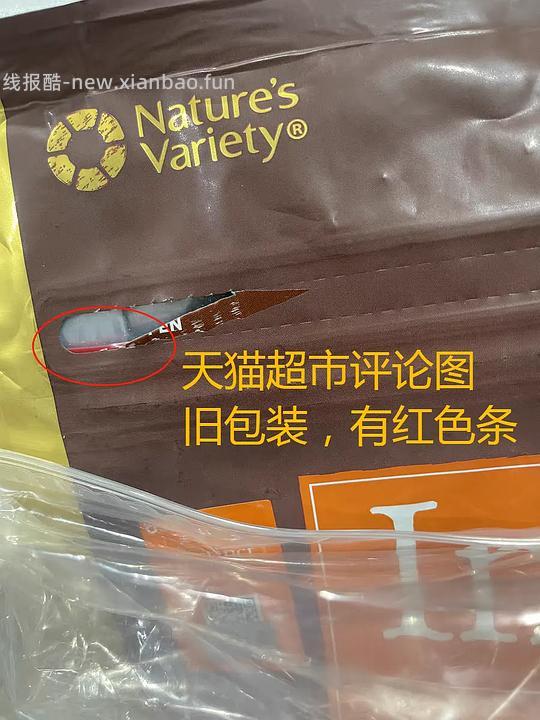 线报酷-new.xianbao.fun
Nature's
Variety®
EN
天猫超市评论图
旧包装，有红色条
In